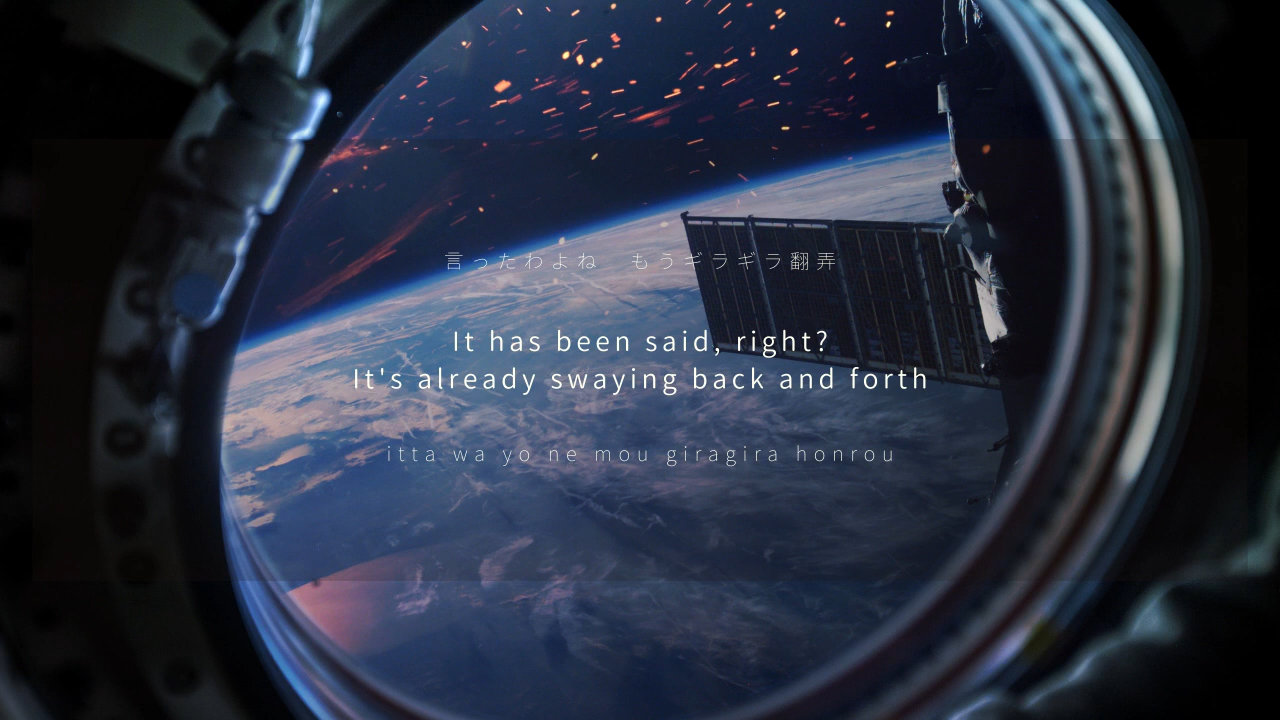 言ったわよね　もうギラギラ翻弄
It has been said, right?
It's already swaying back and forth
itta wa yo ne mou giragira honrou